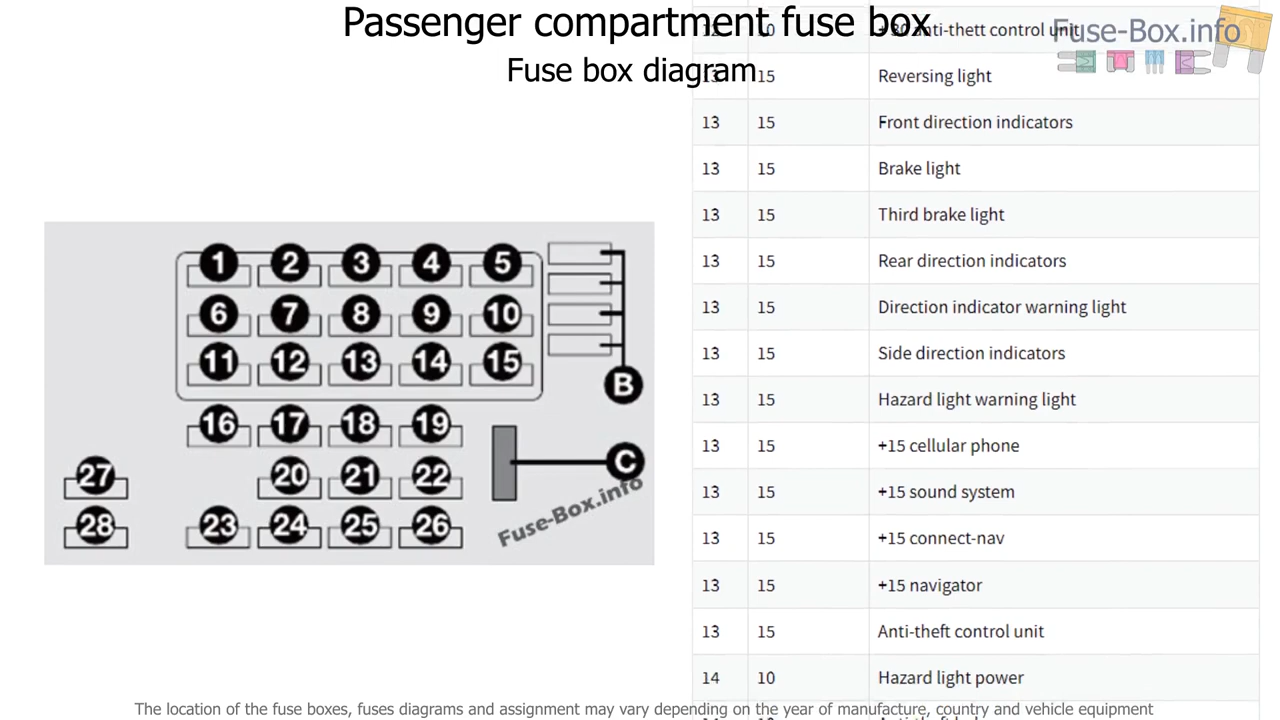 Passenger compartment fuse box
Fuse box diagram
Fuse-Box.info
10 anti-theft control unit
15 Reversing light
13 15 Front direction indicators
13 15 Brake light
13 15 Third brake light
13 15 Rear direction indicators
13 15 Direction indicator warning light
13 15 Side direction indicators
13 15 Hazard light warning light
13 15 +15 cellular phone
13 15 +15 sound system
13 15 +15 connect-nav
13 15 +15 navigator
13 15 Anti-theft control unit
14 10 Hazard light power
1 2 3 4 5
6 7 8 9 10
11 12 13 14 15
B
16 17 18 19
C
27 20 21 22
28 23 24 25 26
Fuse-Box.info
The location of the fuse boxes, fuses diagrams and assignment may vary depending on the year of manufacture, country and vehicle equipment